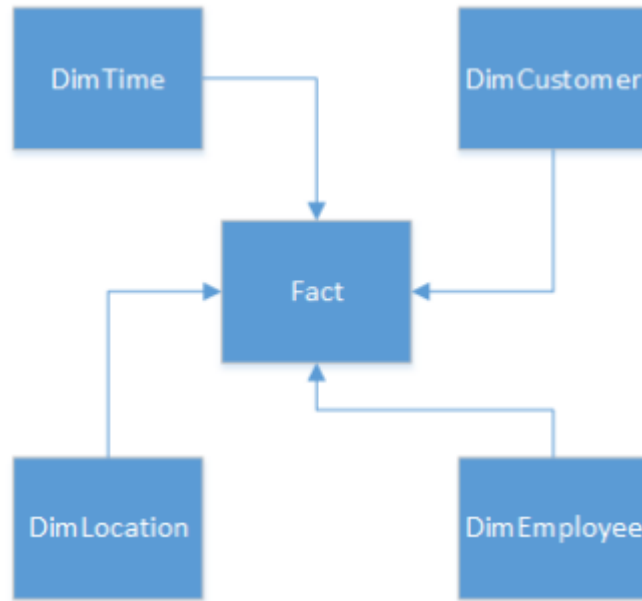 DimTime
DimCustomer
Fact
DimLocation
DimEmployee